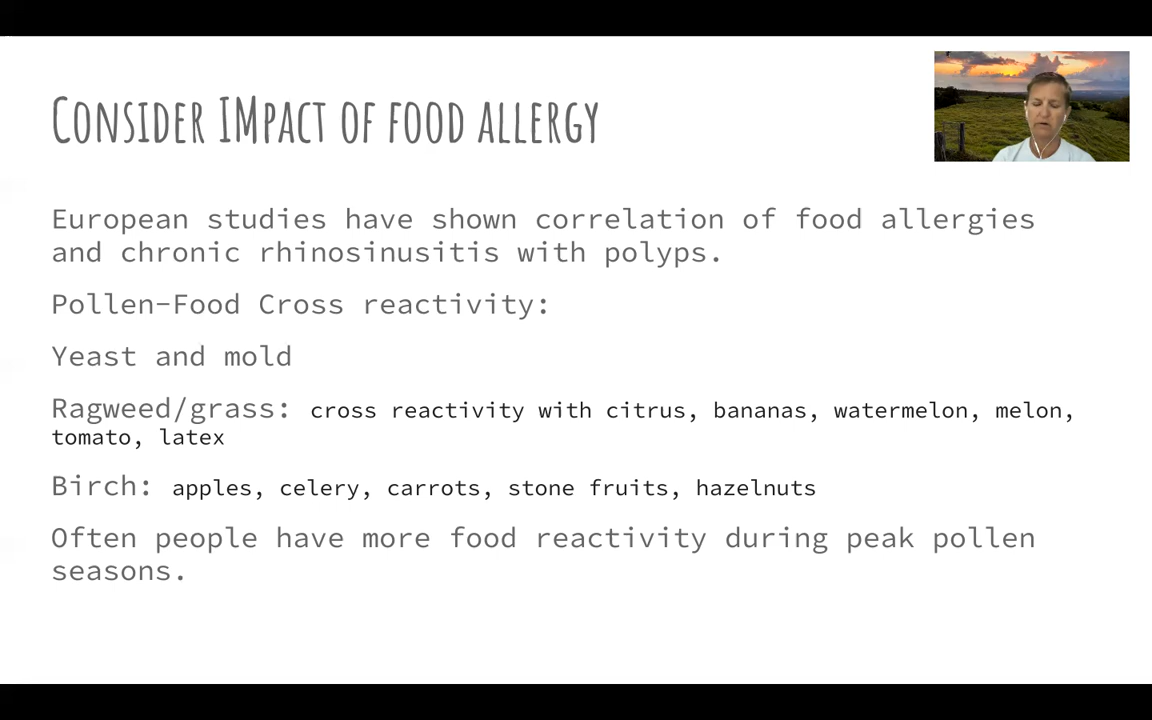 CONSIDER IMPACT OF FOOD ALLERGY
European studies have shown correlation of food allergies
and chronic rhinosinusitis with polyps.
Pollen-Food Cross reactivity:
Yeast and mold
Ragweed/grass: cross reactivity with citrus, bananas, watermelon, melon,
tomato, latex
Birch: apples, celery, carrots, stone fruits, hazelnuts
Often people have more food reactivity during peak pollen
seasons.